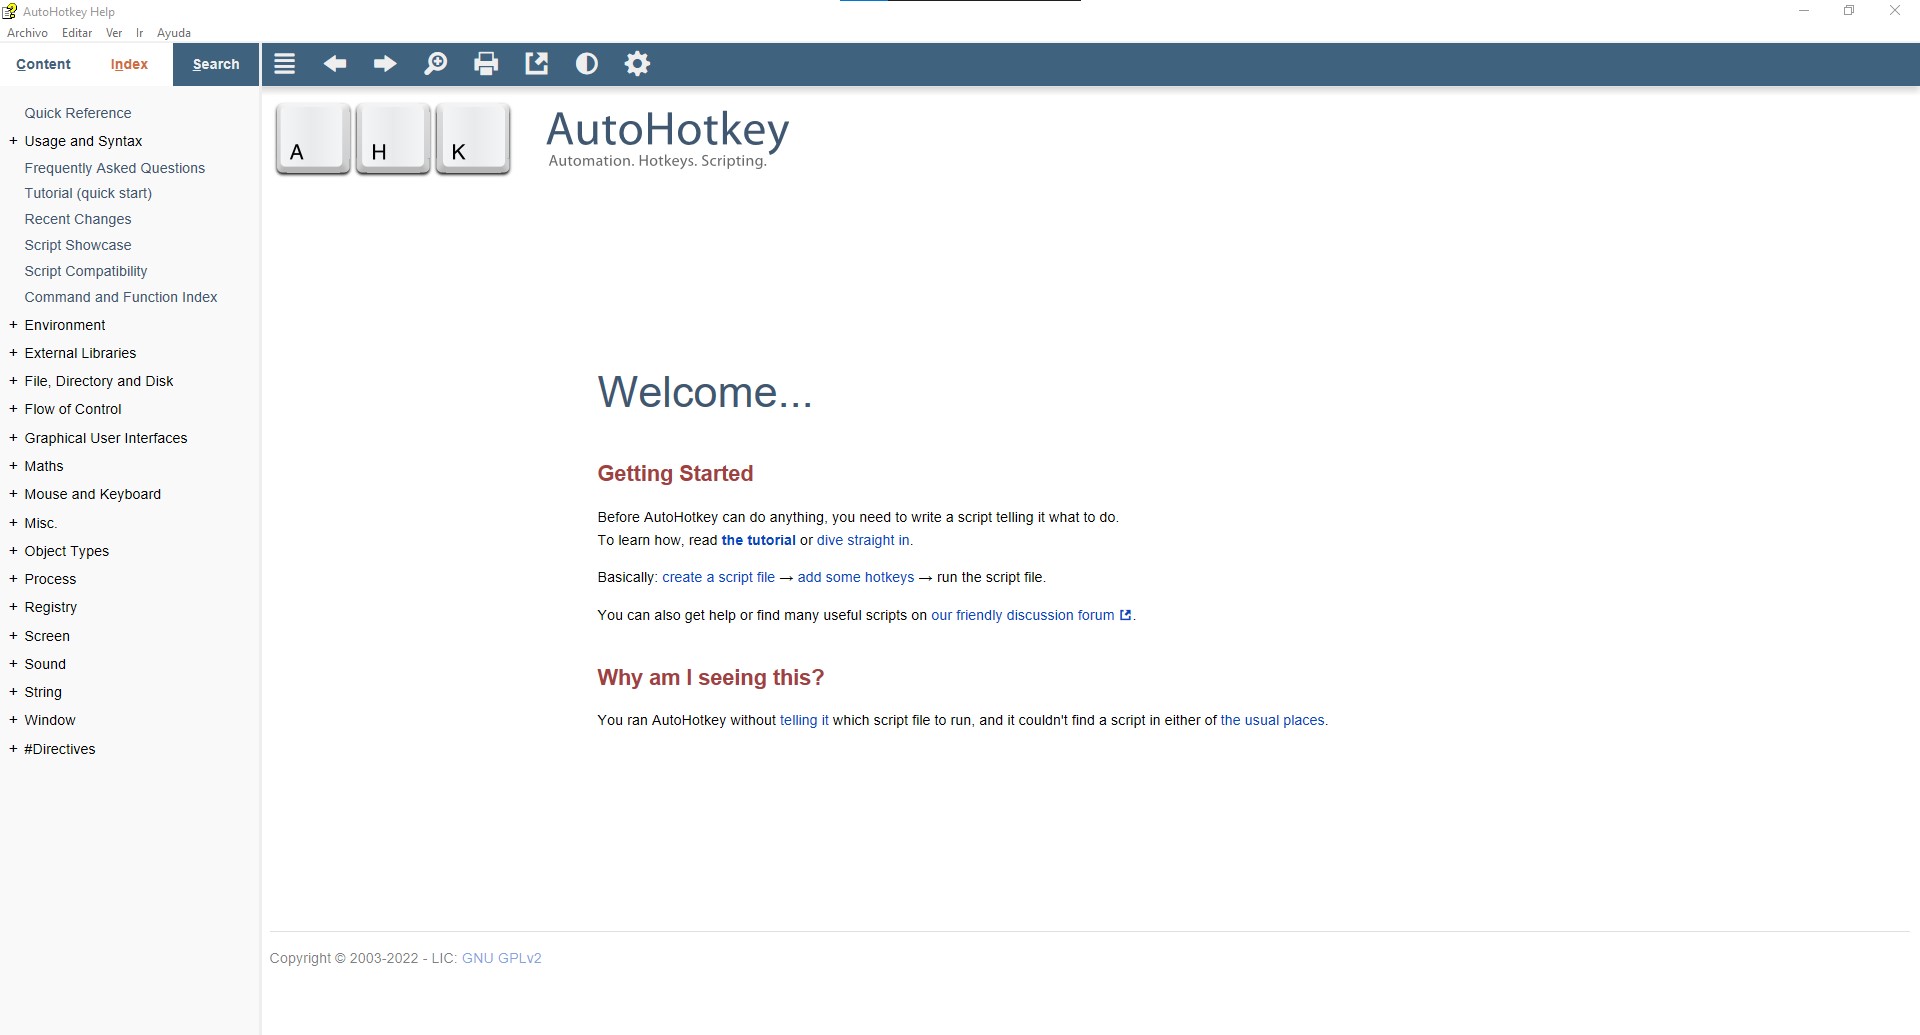 AutoHotkey Help
Archivo Editar Ver Ir Ayuda
Content Index Search
Quick Reference
+ Usage and Syntax
Frequently Asked Questions
Tutorial (quick start)
Recent Changes
Script Showcase
Script Compatibility
Command and Function Index
+ Environment
+ External Libraries
+ File, Directory and Disk
+ Flow of Control
+ Graphical User Interfaces
+ Maths
+ Mouse and Keyboard
+ Misc.
+ Object Types
+ Process
+ Registry
+ Screen
+ Sound
+ String
+ Window
+ #Directives
A H K
AutoHotkey
Automation. Hotkeys. Scripting.
Welcome...
Getting Started
Before AutoHotkey can do anything, you need to write a script telling it what to do.
To learn how, read the tutorial or dive straight in.
Basically: create a script file → add some hotkeys → run the script file.
You can also get help or find many useful scripts on our friendly discussion forum.
Why am I seeing this?
You ran AutoHotkey without telling it which script file to run, and it couldn't find a script in either of the usual places.
Copyright © 2003-2022 - LIC: GNU GPLv2